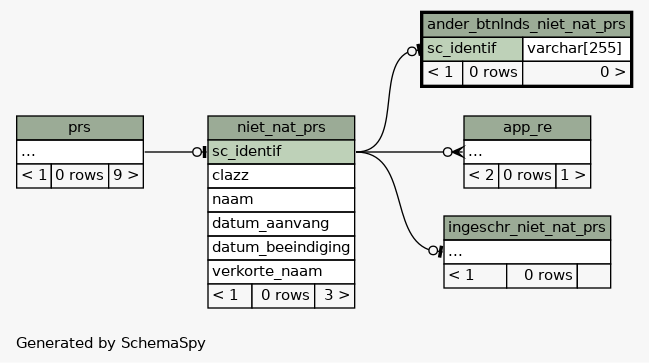 ander_btnlnds_niet_nat_prs
sc_identif varchar[255]
< 1 0 rows 0 >
prs
...
< 1 0 rows 9 >
niet_nat_prs
sc_identif
clazz
naam
datum_aanvang
datum_beeindiging
verkorte_naam
< 1 0 rows 3 >
app_re
...
< 2 0 rows 1 >
ingeschr_niet_nat_prs
...
< 1 0 rows
Generated by SchemaSpy